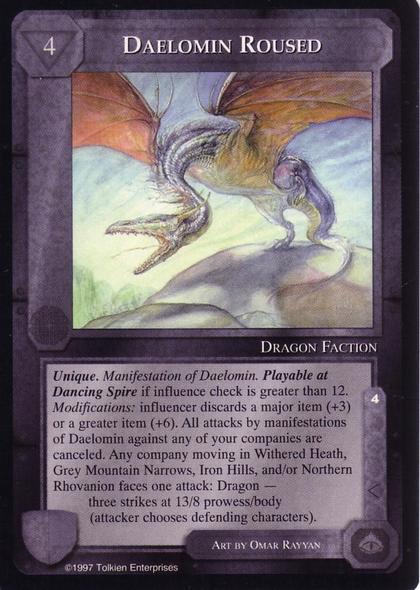 4
DAELOMIN ROUSED
DRAGON FACTION
Unique. Manifestation of Daelomin. Playable at
Dancing Spire if influence check is greater than 12.
Modifications: influencer discards a major item (+3)
or a greater item (+6). All attacks by manifestations
of Daelomin against any of your companies are
canceled. Any company moving in Withered Heath,
Grey Mountain Narrows, Iron Hills, and/or Northern
Rhovanion faces one attack: Dragon —
three strikes at 13/8 prowess/body
(attacker chooses defending characters).
4
ART BY OMAR RAYYAN
©1997 Tolkien Enterprises